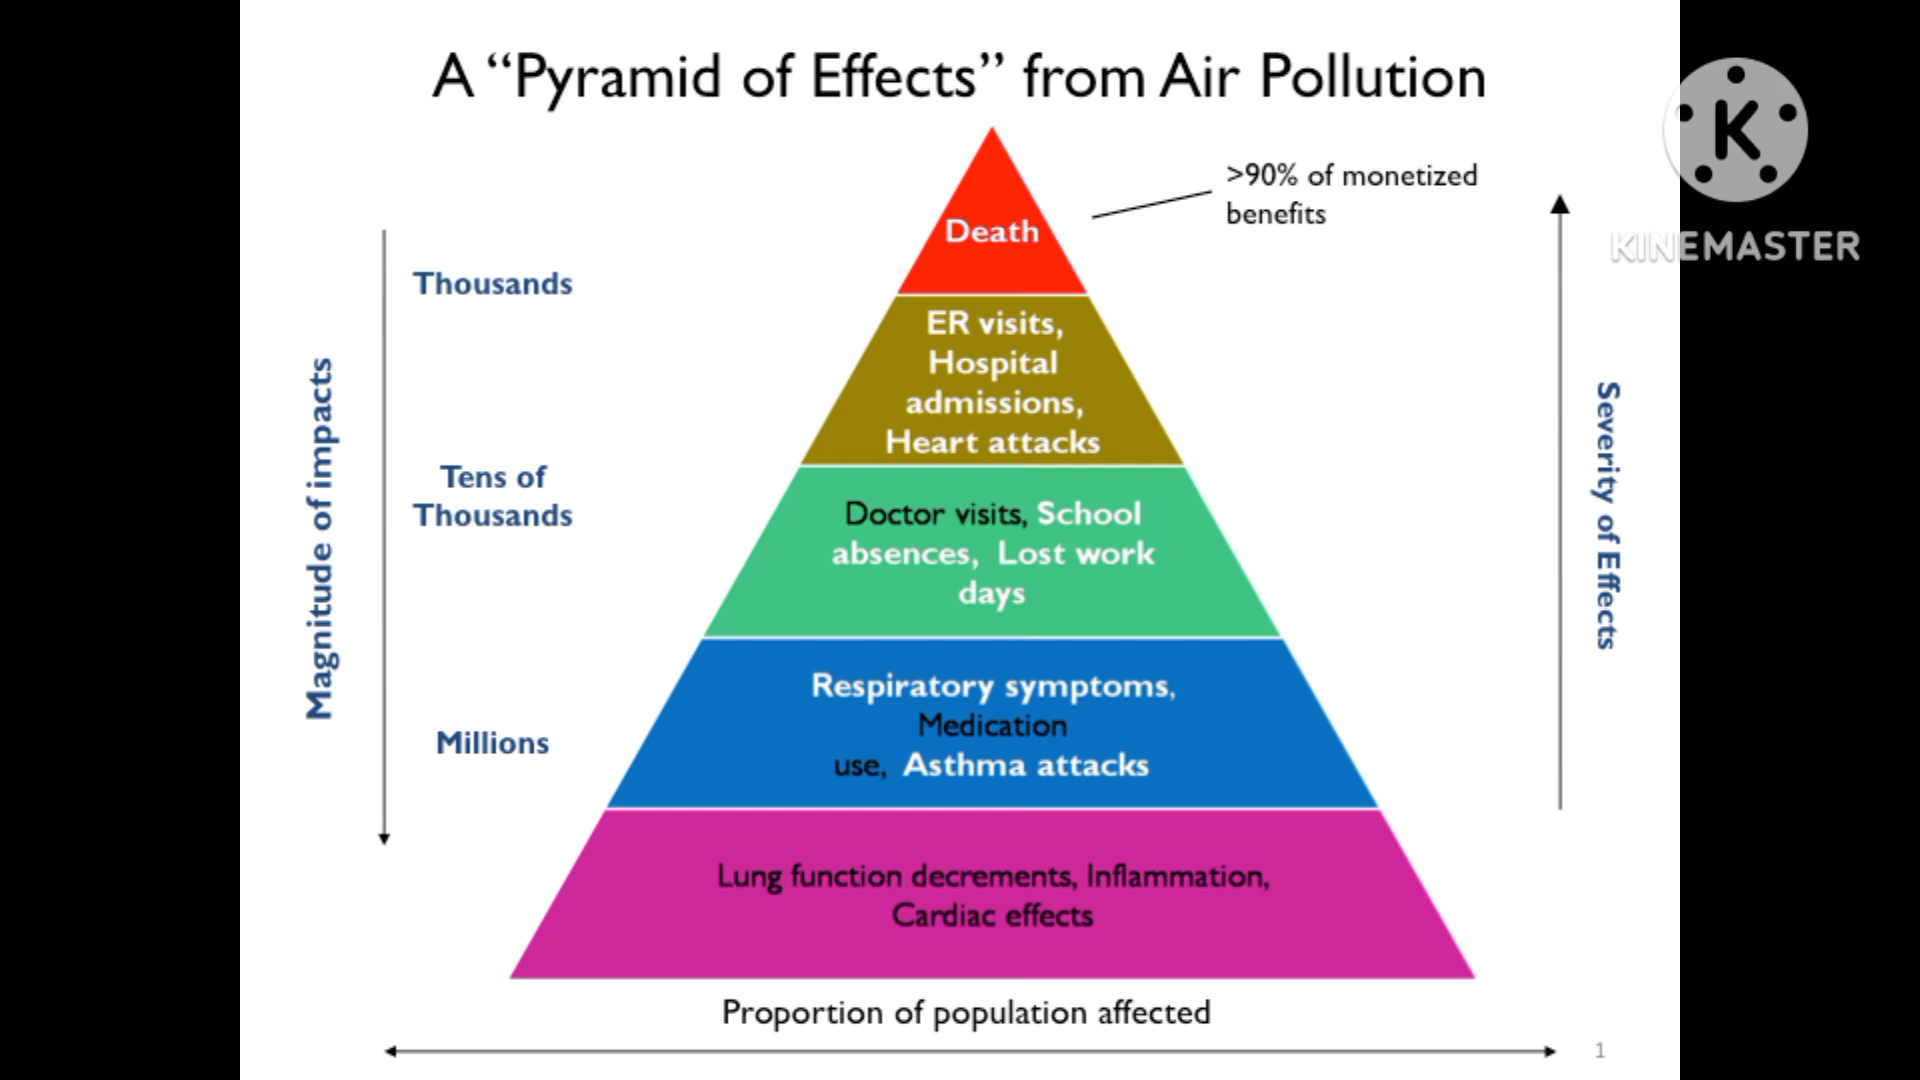 A “Pyramid of Effects” from Air Pollution
>90% of monetized
benefits
Death
Thousands
ER visits,
Hospital
admissions,
Heart attacks
Magnitude of impacts
Severity of Effects
Tens of
Thousands
Doctor visits, School
absences, Lost work
days
Respiratory symptoms,
Medication
use, Asthma attacks
Millions
Lung function decrements, Inflammation,
Cardiac effects
Proportion of population affected
1
K
KINEMASTER